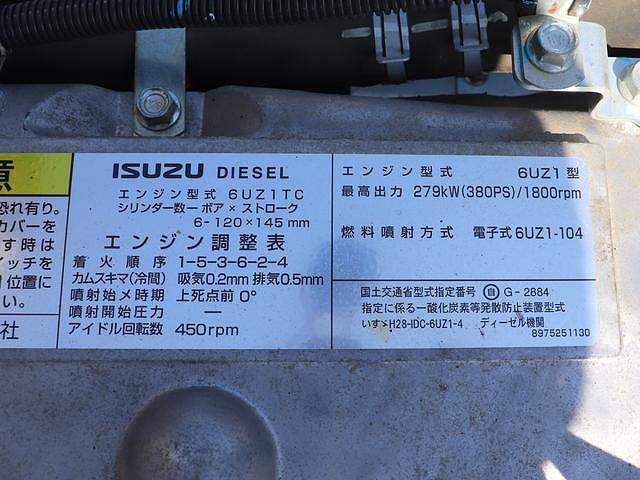 意
恐れ有り。
カバーを
す時は
イッチを
位置に
い。
社
ISUZU DIESEL
エンジン型式 6UZ1TC
シリンダー数ーボア×ストローク
6-120×145mm
エンジン調整表
着火順序 1-5-3-6-2-4
カムスキマ(冷間) 吸気0.2mm 排気0.5mm
噴射始メ時期 上死点前 0°
噴射開始圧力 ー
アイドル回転数 450rpm
エンジン型式 6UZ1型
最高出力 279kW(380PS)/1800rpm
燃料噴射方式 電子式6UZ1-104
国土交通省型式指定番号 自 G-2884
指定に係る一酸化炭素等発散防止装置型式
いすゞH28-IDC-6UZ1-4 ディーゼル機関
8975251130